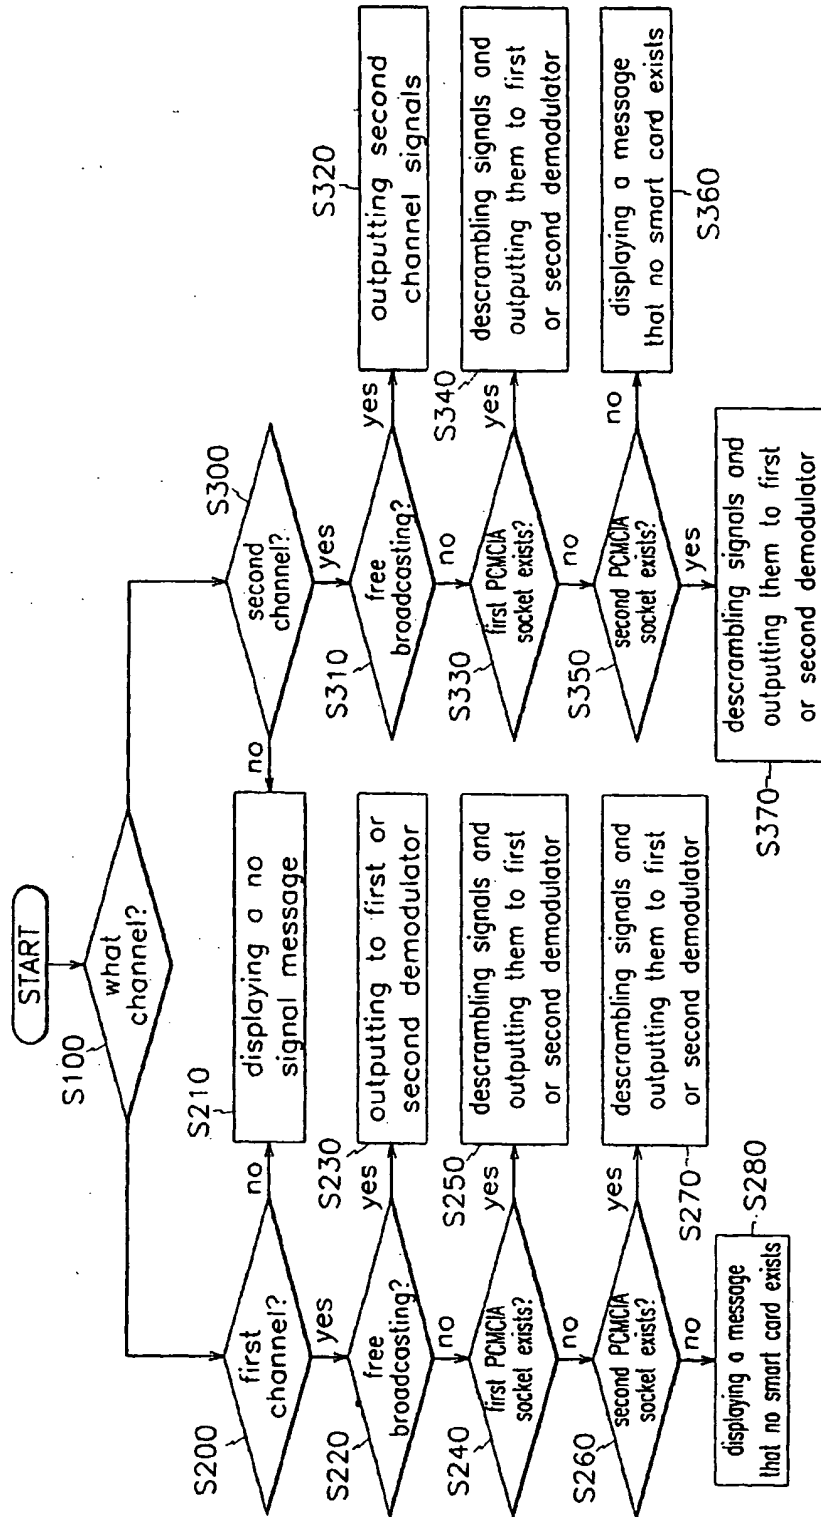 START
S100
what
channel?
S200
first
channel?
no
yes
S210
displaying a no
signal message
no
S300
second
channel?
yes
S220
free
broadcasting?
yes
no
S230
outputting to first or
second demodulator
S310
free
broadcasting?
yes
no
S320
outputting second
channel signals
S240
first PCMCIA
socket exists?
yes
no
S250
descrambling signals and
outputting them to first
or second demodulator
S330
first PCMCIA
socket exists?
yes
no
S340
descrambling signals and
outputting them to first
or second demodulator
S260
second PCMCIA
socket exists?
yes
no
S270
descrambling signals and
outputting them to first
or second demodulator
S350
second PCMCIA
socket exists?
no
yes
displaying a message
that no smart card exists
S360
S280
displaying a message
that no smart card exists
S370
descrambling signals and
outputting them to first
or second demodulator